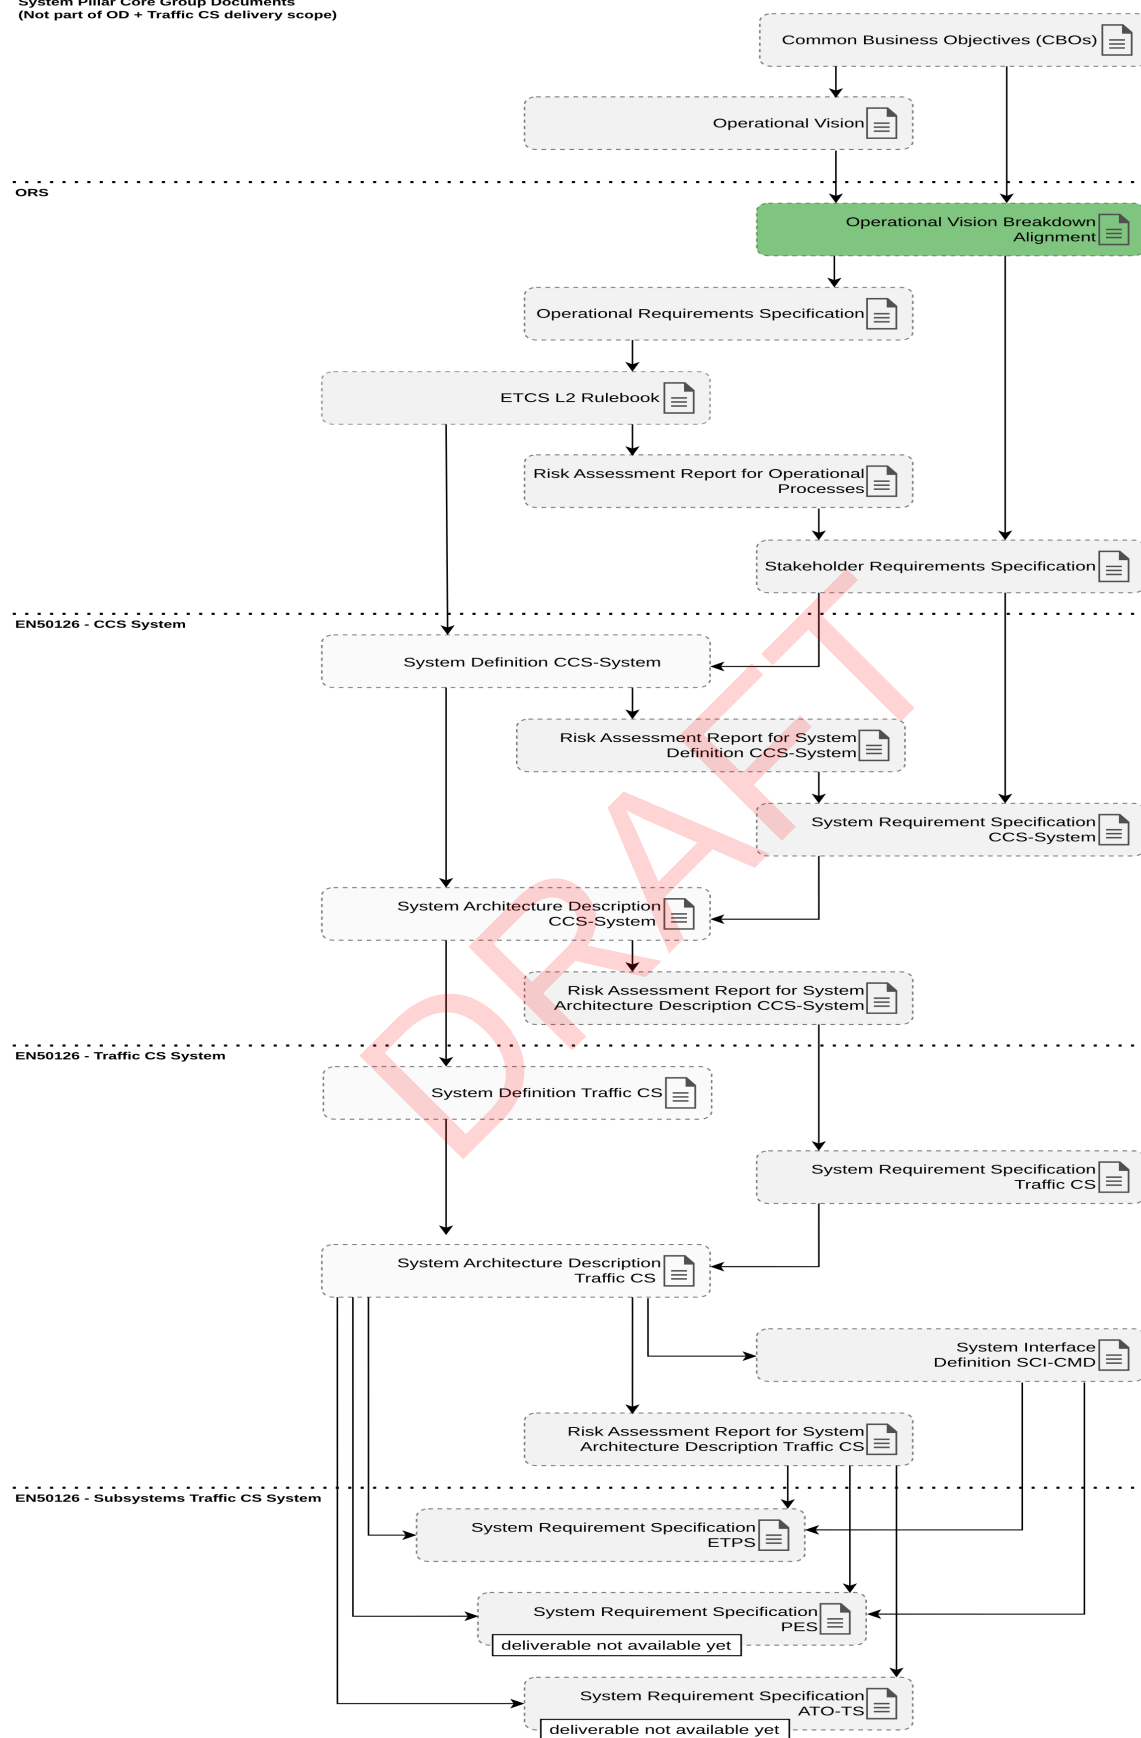 System Pillar Core Group Documents
(Not part of OD + Traffic CS delivery scope)
Common Business Objectives (CBOs)
Operational Vision
ORS
Operational Vision Breakdown
Alignment
Operational Requirements Specification
ETCS L2 Rulebook
Risk Assessment Report for Operational
Processes
Stakeholder Requirements Specification
EN50126 - CCS System
System Definition CCS-System
Risk Assessment Report for System
Definition CCS-System
System Requirement Specification
CCS-System
System Architecture Description
CCS-System
Risk Assessment Report for System
Architecture Description CCS-System
EN50126 - Traffic CS System
System Definition Traffic CS
System Requirement Specification
Traffic CS
System Architecture Description
Traffic CS
System Interface
Definition SCI-CMD
Risk Assessment Report for System
Architecture Description Traffic CS
EN50126 - Subsystems Traffic CS System
System Requirement Specification
ETPS
System Requirement Specification
PES
deliverable not available yet
System Requirement Specification
ATO-TS
deliverable not available yet
DRAFT